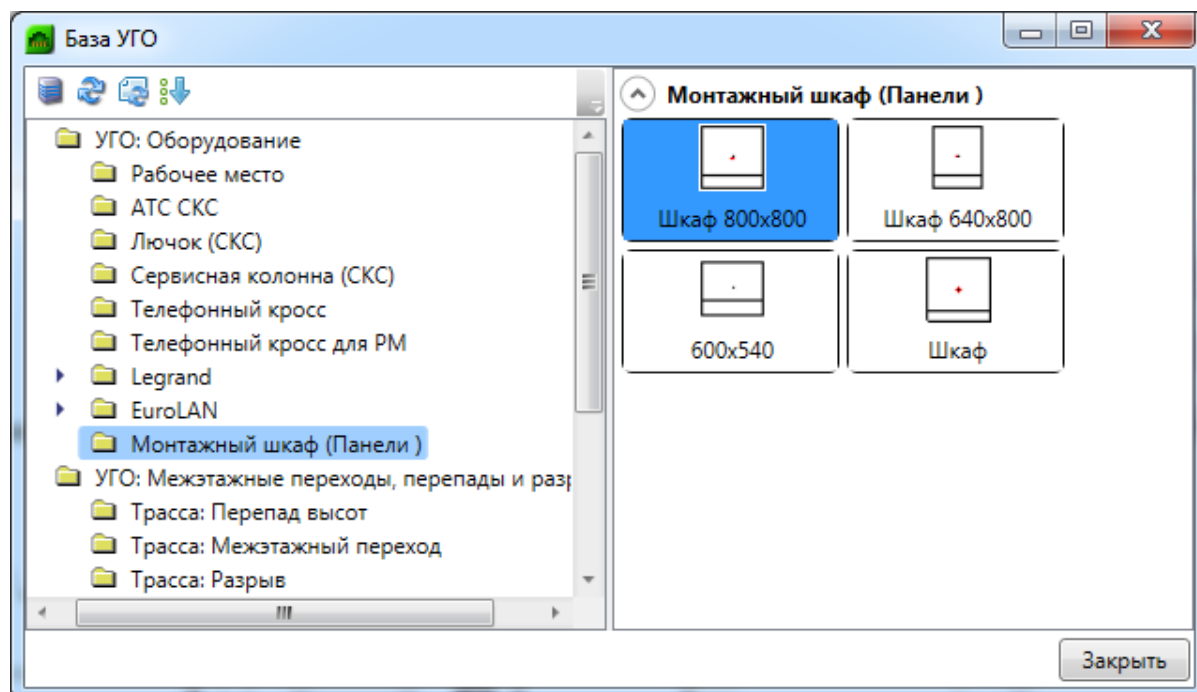 База УГО
УГО: Оборудование
Рабочее место
АТС СКС
Лючок (СКС)
Сервисная колонна (СКС)
Телефонный кросс
Телефонный кросс для РМ
Legrand
EuroLAN
Монтажный шкаф (Панели )
УГО: Межэтажные переходы, перепады и разр
Трасса: Перепад высот
Трасса: Межэтажный переход
Трасса: Разрыв
Монтажный шкаф (Панели )
Шкаф 800x800
Шкаф 640x800
600x540
Шкаф
Закрыть